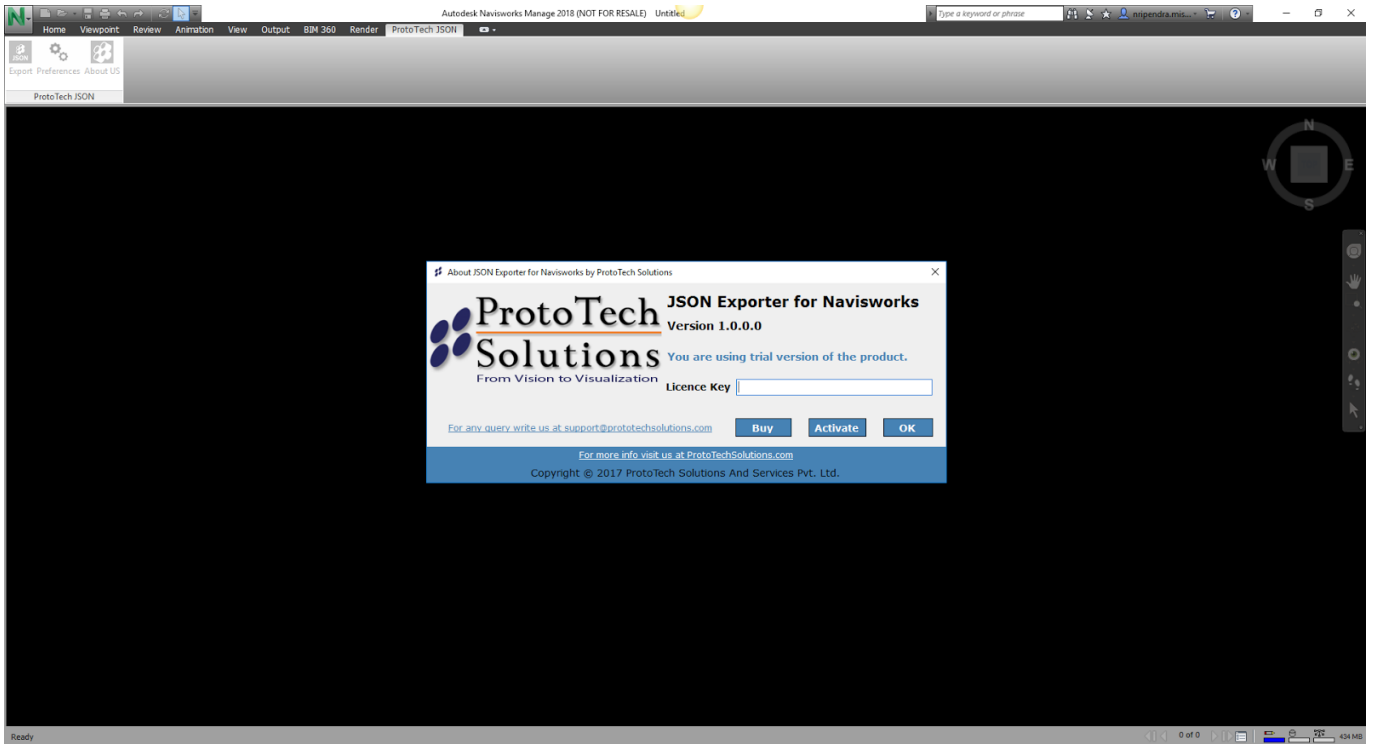 Autodesk Navisworks Manage 2018 (NOT FOR RESALE) Untitled
Type a keyword or phrase
nripendra.mis...
Home Viewpoint Review Animation View Output BIM 360 Render ProtoTech JSON
JSON
Export Preferences About US
ProtoTech JSON
N
W E
S
About JSON Exporter for Navisworks by ProtoTech Solutions
ProtoTech
Solutions
From Vision to Visualization
JSON Exporter for Navisworks
Version 1.0.0.0
You are using trial version of the product.
Licence Key
For any query write us at support@prototechsolutions.com
Buy Activate OK
For more info visit us at ProtoTechSolutions.com
Copyright © 2017 ProtoTech Solutions And Services Pvt. Ltd.
Ready
0 of 0
434 MB